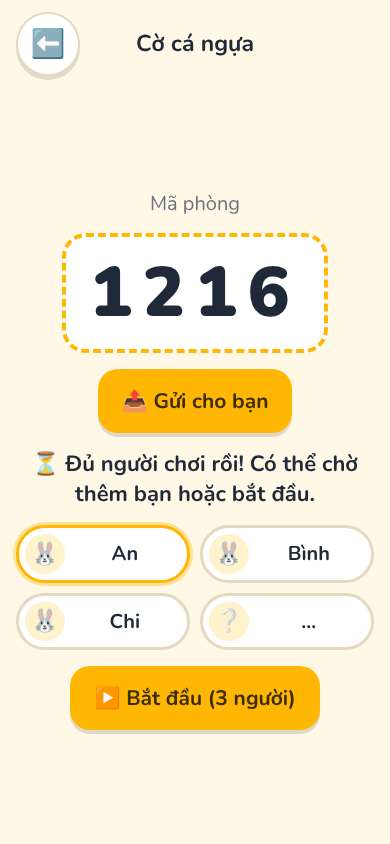 Cờ cá ngựa
Mã phòng
1216
Gửi cho bạn
Đủ người chơi rồi! Có thể chờ
thêm bạn hoặc bắt đầu.
An
Bình
Chi
...
Bắt đầu (3 người)